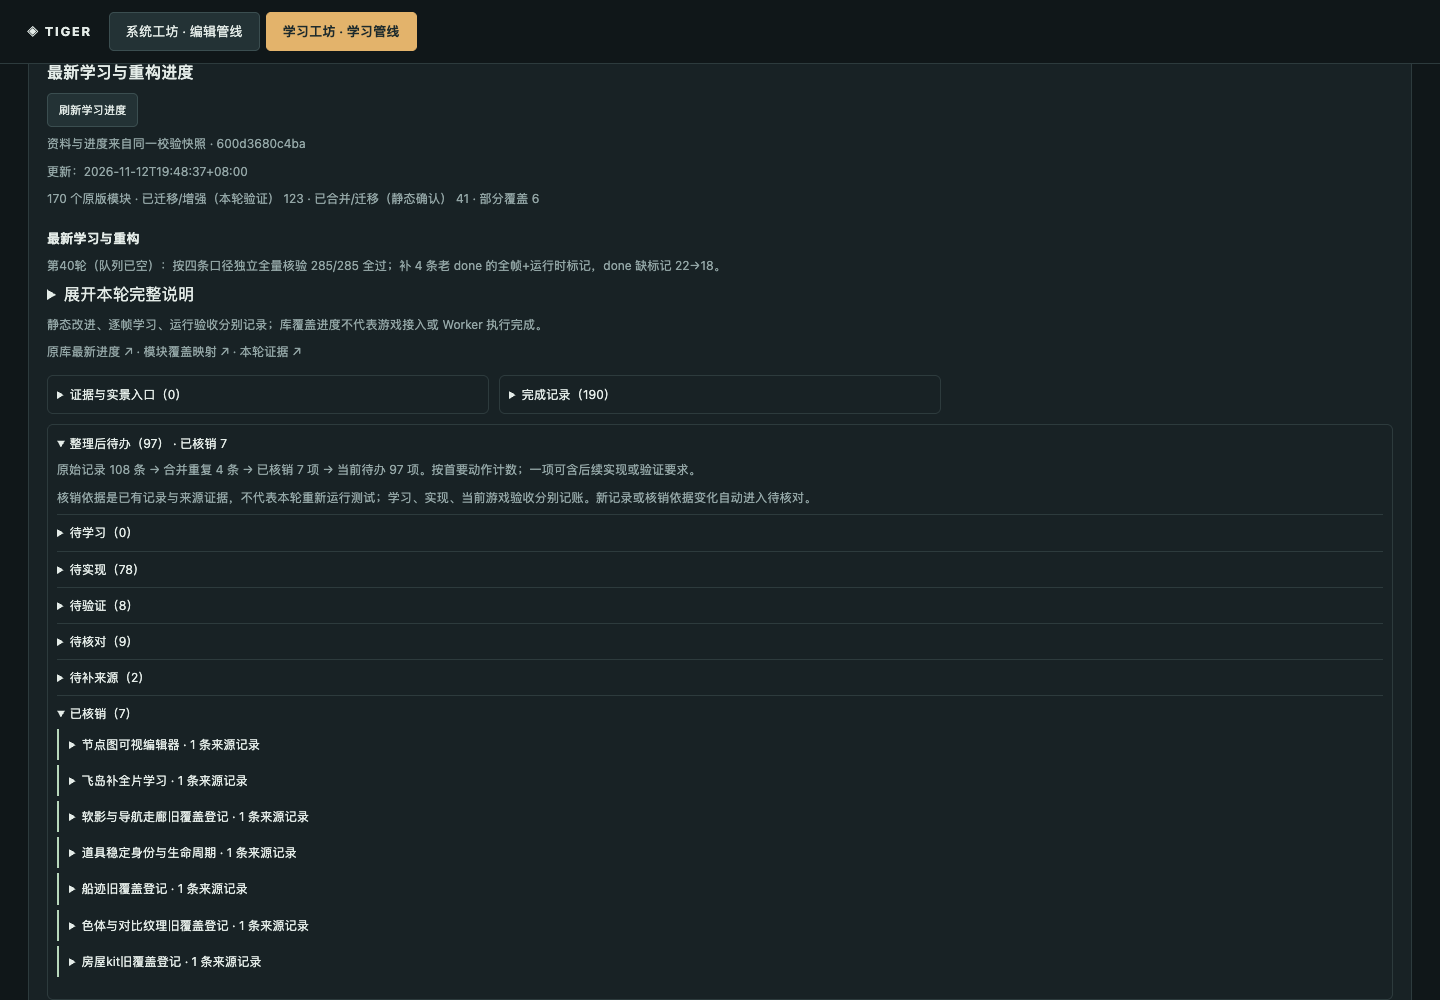 ◈ TIGER
系统工坊 · 编辑管线
学习工坊 · 学习管线
最新学习与重构进度
刷新学习进度
资料与进度来自同一校验快照 · 600d3680c4ba
更新：2026-11-12T19:48:37+08:00
170 个原版模块 · 已迁移/增强（本轮验证） 123 · 已合并/迁移（静态确认） 41 · 部分覆盖 6
最新学习与重构
第40轮（队列已空）：按四条口径独立全量核验 285/285 全过；补 4 条老 done 的全帧+运行时标记，done 缺标记 22→18。
▶ 展开本轮完整说明
静态改进、逐帧学习、运行验收分别记录；库覆盖进度不代表游戏接入或 Worker 执行完成。
原库最新进度 ↗ · 模块覆盖映射 ↗ · 本轮证据 ↗
▶ 证据与实景入口（0）
▶ 完成记录（190）
▼ 整理后待办（97） · 已核销 7
原始记录 108 条 → 合并重复 4 条 → 已核销 7 项 → 当前待办 97 项。按首要动作计数；一项可含后续实现或验证要求。
核销依据是已有记录与来源证据，不代表本轮重新运行测试；学习、实现、当前游戏验收分别记账。新记录或核销依据变化自动进入待核对。
▶ 待学习（0）
▶ 待实现（78）
▶ 待验证（8）
▶ 待核对（9）
▶ 待补来源（2）
▼ 已核销（7）
▶ 节点图可视编辑器 · 1 条来源记录
▶ 飞岛补全片学习 · 1 条来源记录
▶ 软影与导航走廊旧覆盖登记 · 1 条来源记录
▶ 道具稳定身份与生命周期 · 1 条来源记录
▶ 船迹旧覆盖登记 · 1 条来源记录
▶ 色体与对比纹理旧覆盖登记 · 1 条来源记录
▶ 房屋kit旧覆盖登记 · 1 条来源记录